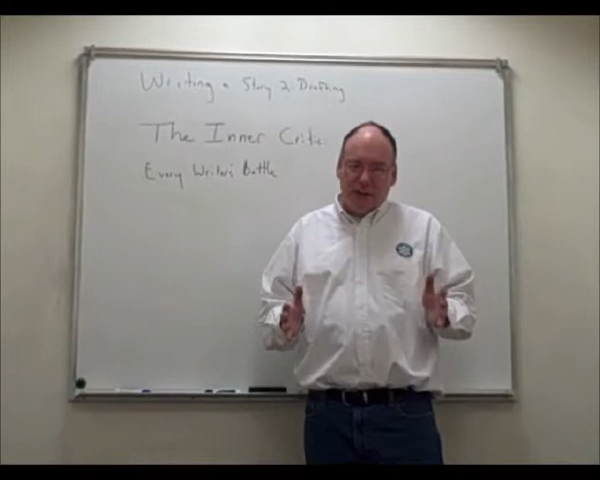 Writing a Story 2 Drafting
The Inner Critic
Every Writer's Battle